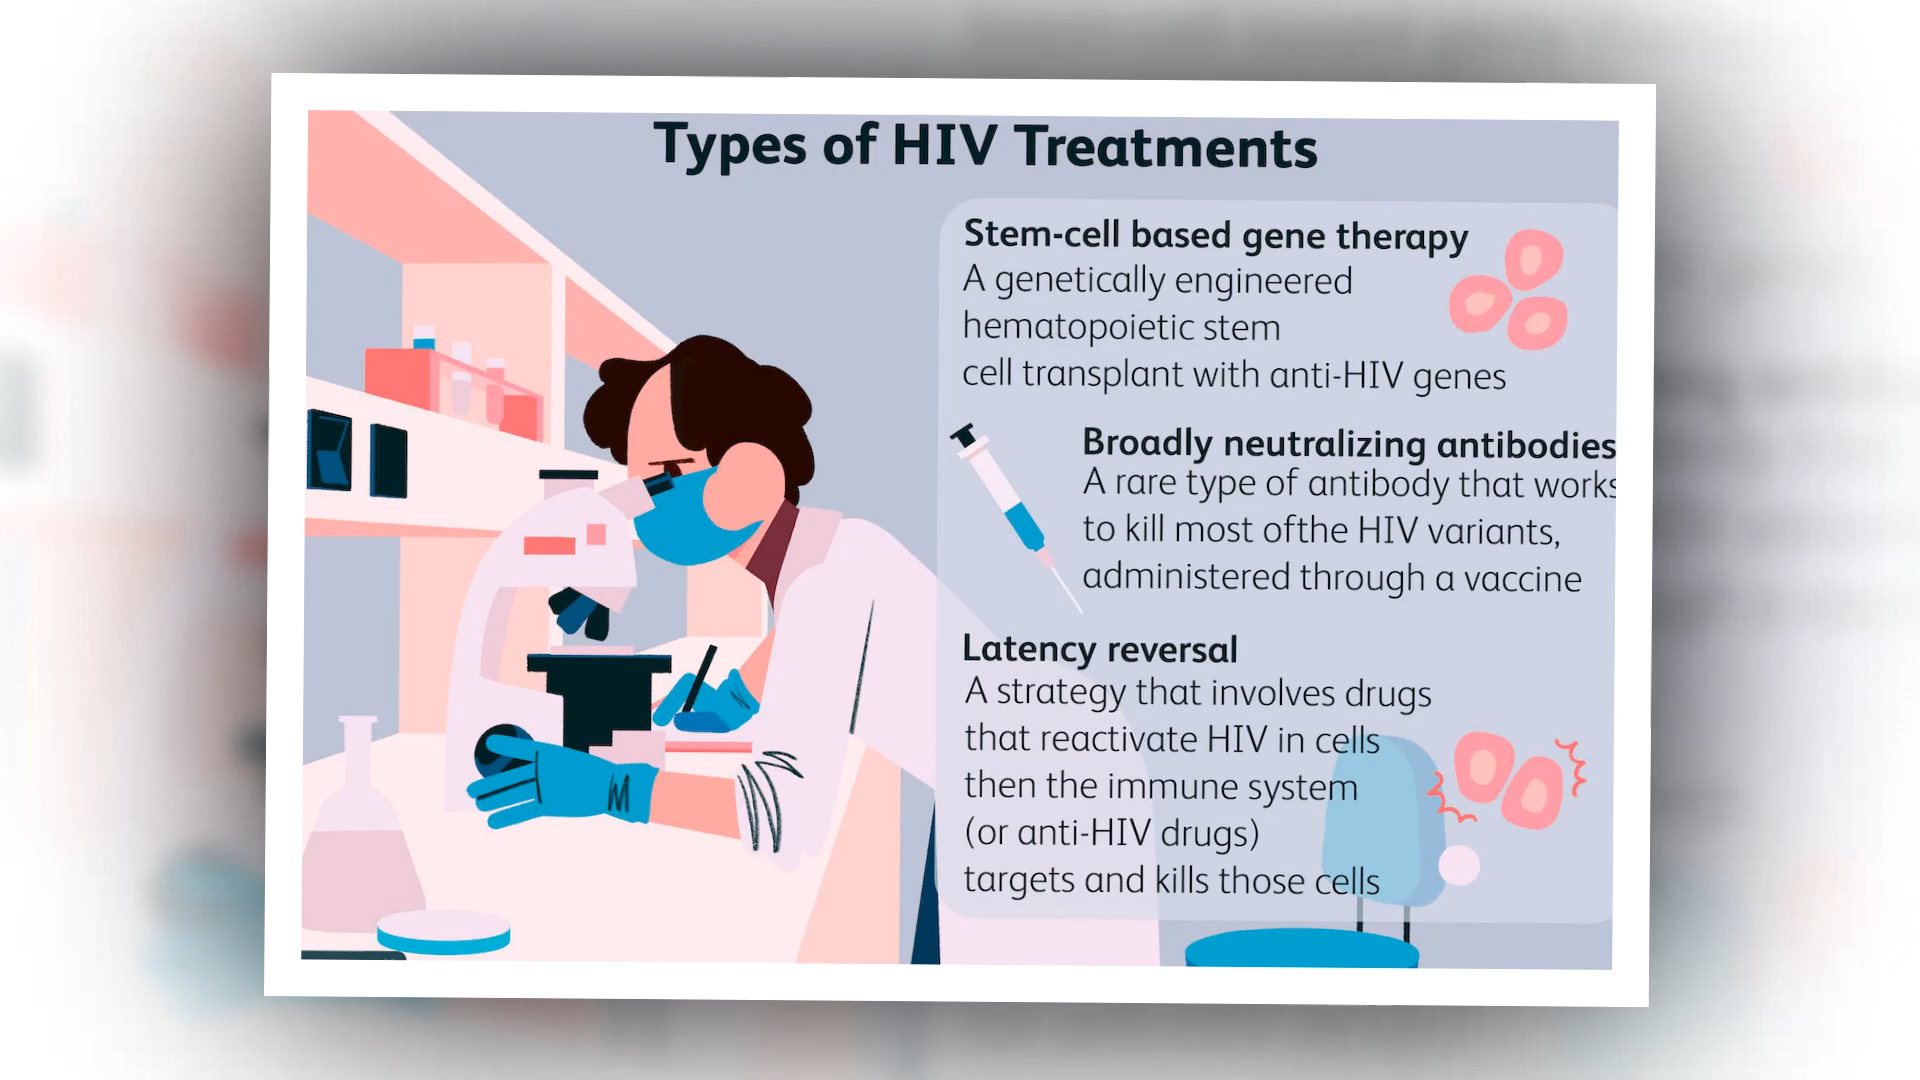 Types of HIV Treatments
Stem-cell based gene therapy
A genetically engineered
hematopoietic stem
cell transplant with anti-HIV genes
Broadly neutralizing antibodies
A rare type of antibody that works
to kill most ofthe HIV variants,
administered through a vaccine
Latency reversal
A strategy that involves drugs
that reactivate HIV in cells
then the immune system
(or anti-HIV drugs)
targets and kills those cells